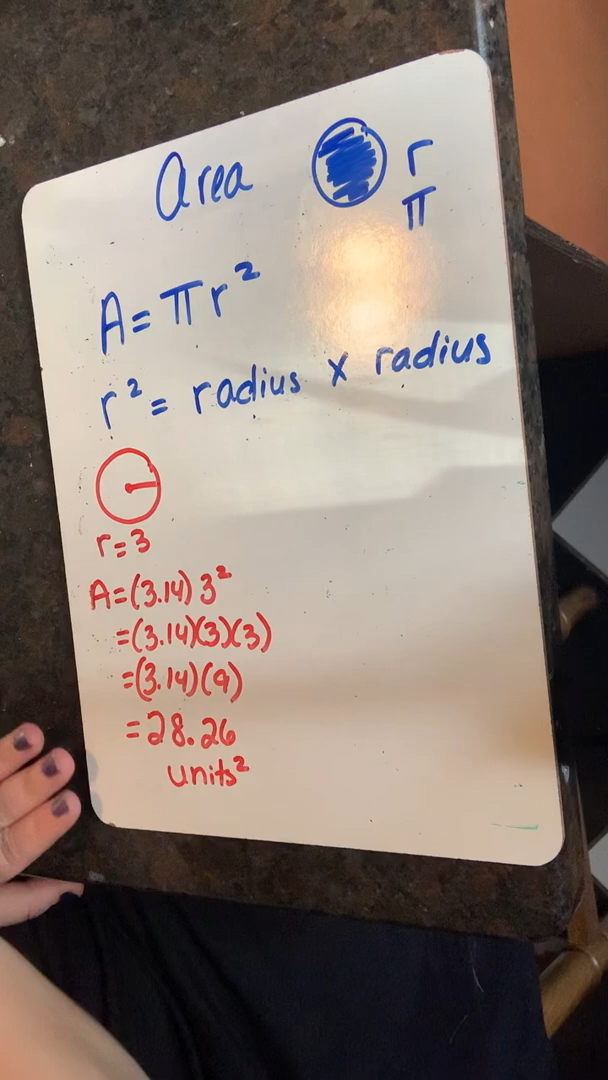 Area
r
π
A = πr²
r² = radius x radius
r = 3
A = (3.14) 3²
= (3.14)(3)(3)
= (3.14)(9)
= 28.26
units²